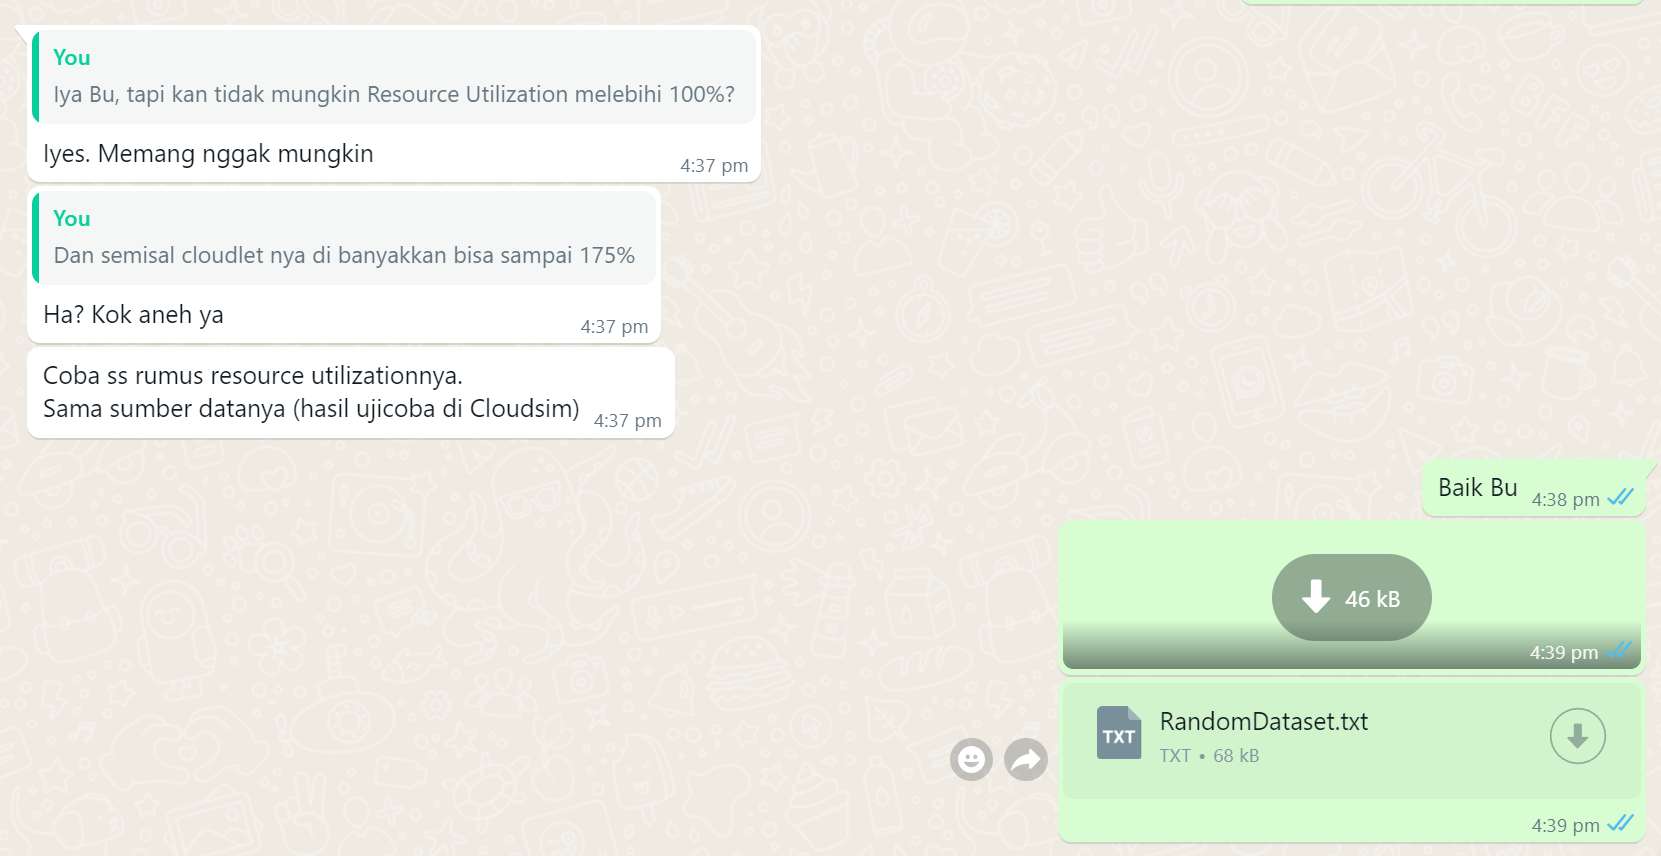 You
Iya Bu, tapi kan tidak mungkin Resource Utilization melebihi 100%?
Iyes. Memang nggak mungkin
4:37 pm
You
Dan semisal cloudlet nya di banyakkan bisa sampai 175%
Ha? Kok aneh ya
4:37 pm
Coba ss rumus resource utilizationnya.
Sama sumber datanya (hasil ujicoba di Cloudsim)
4:37 pm
Baik Bu
4:38 pm
46 kB
4:39 pm
TXT
RandomDataset.txt
TXT • 68 kB
4:39 pm